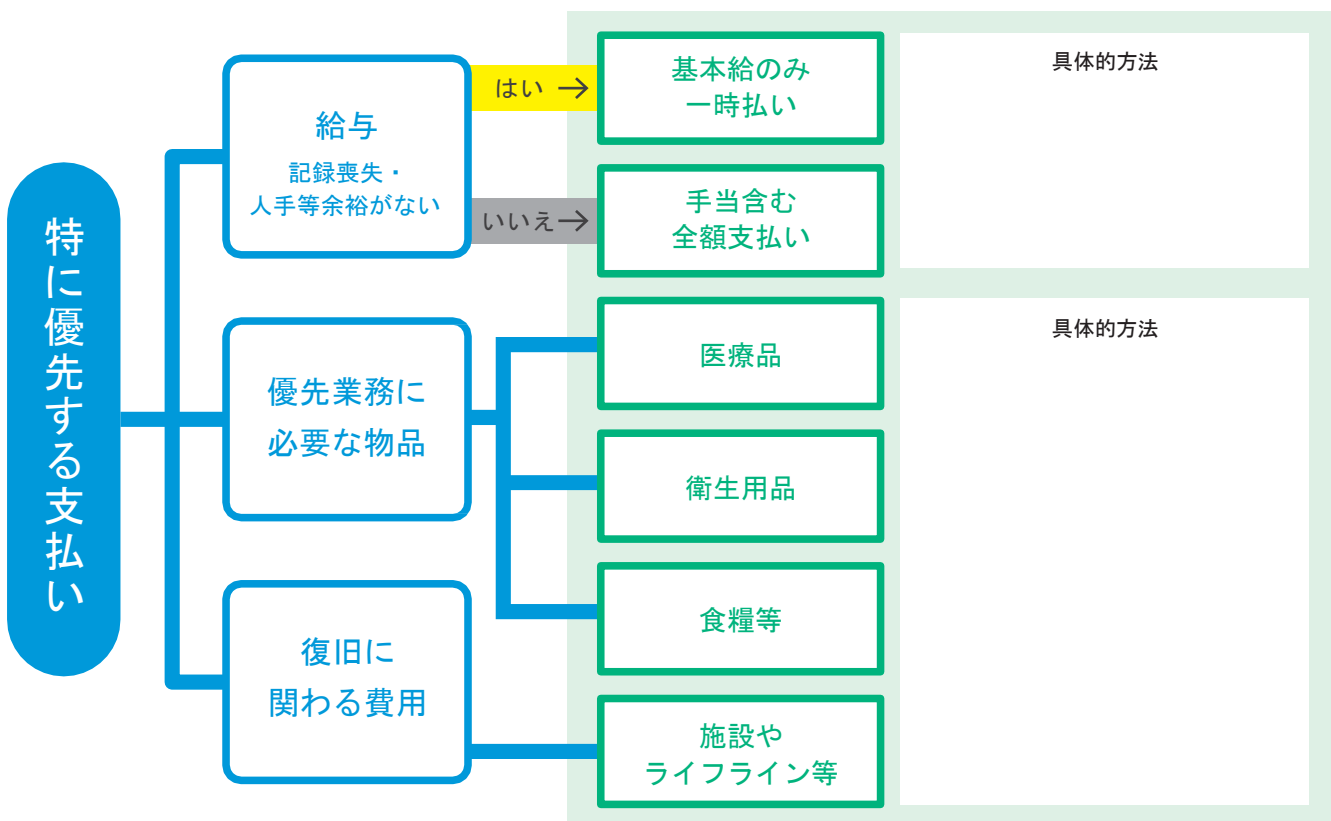 特に優先する支払い
給与
記録喪失・
人手等余裕がない
はい →
基本給のみ
一時払い
いいえ→
手当含む
全額支払い
具体的方法
優先業務に
必要な物品
医療品
衛生用品
食糧等
復旧に
関わる費用
施設や
ライフライン等
具体的方法